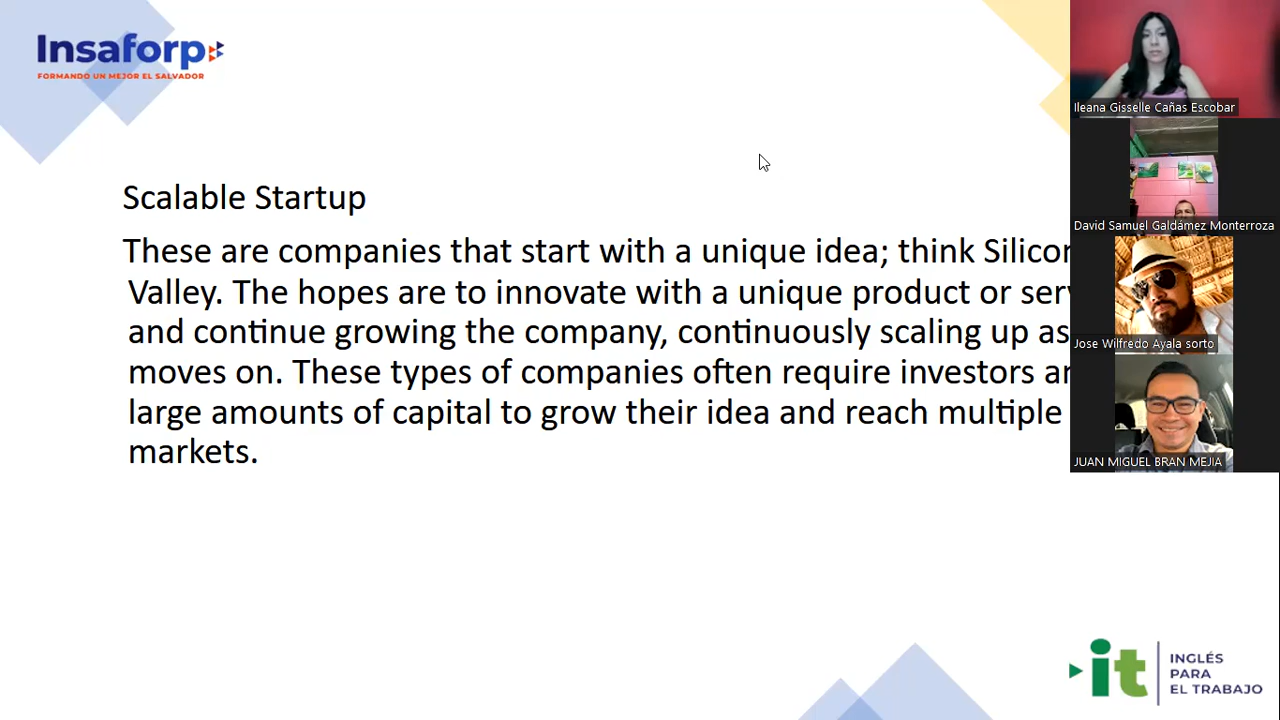 Insaforp
FORMANDO UN MEJOR EL SALVADOR
Scalable Startup
These are companies that start with a unique idea; think Silicon
Valley. The hopes are to innovate with a unique product or
and continue growing the company, continuously scaling up as
moves on. These types of companies often require investors
large amounts of capital to grow their idea and reach multiple
markets.
Ileana Gisselle Cañas Escobar
David Samuel Galdámez Monterroza
Jose Wilfredo Ayala sorto
JUAN MIGUEL BRAN MEJIA
it
INGLÉS
PARA
EL TRABAJO